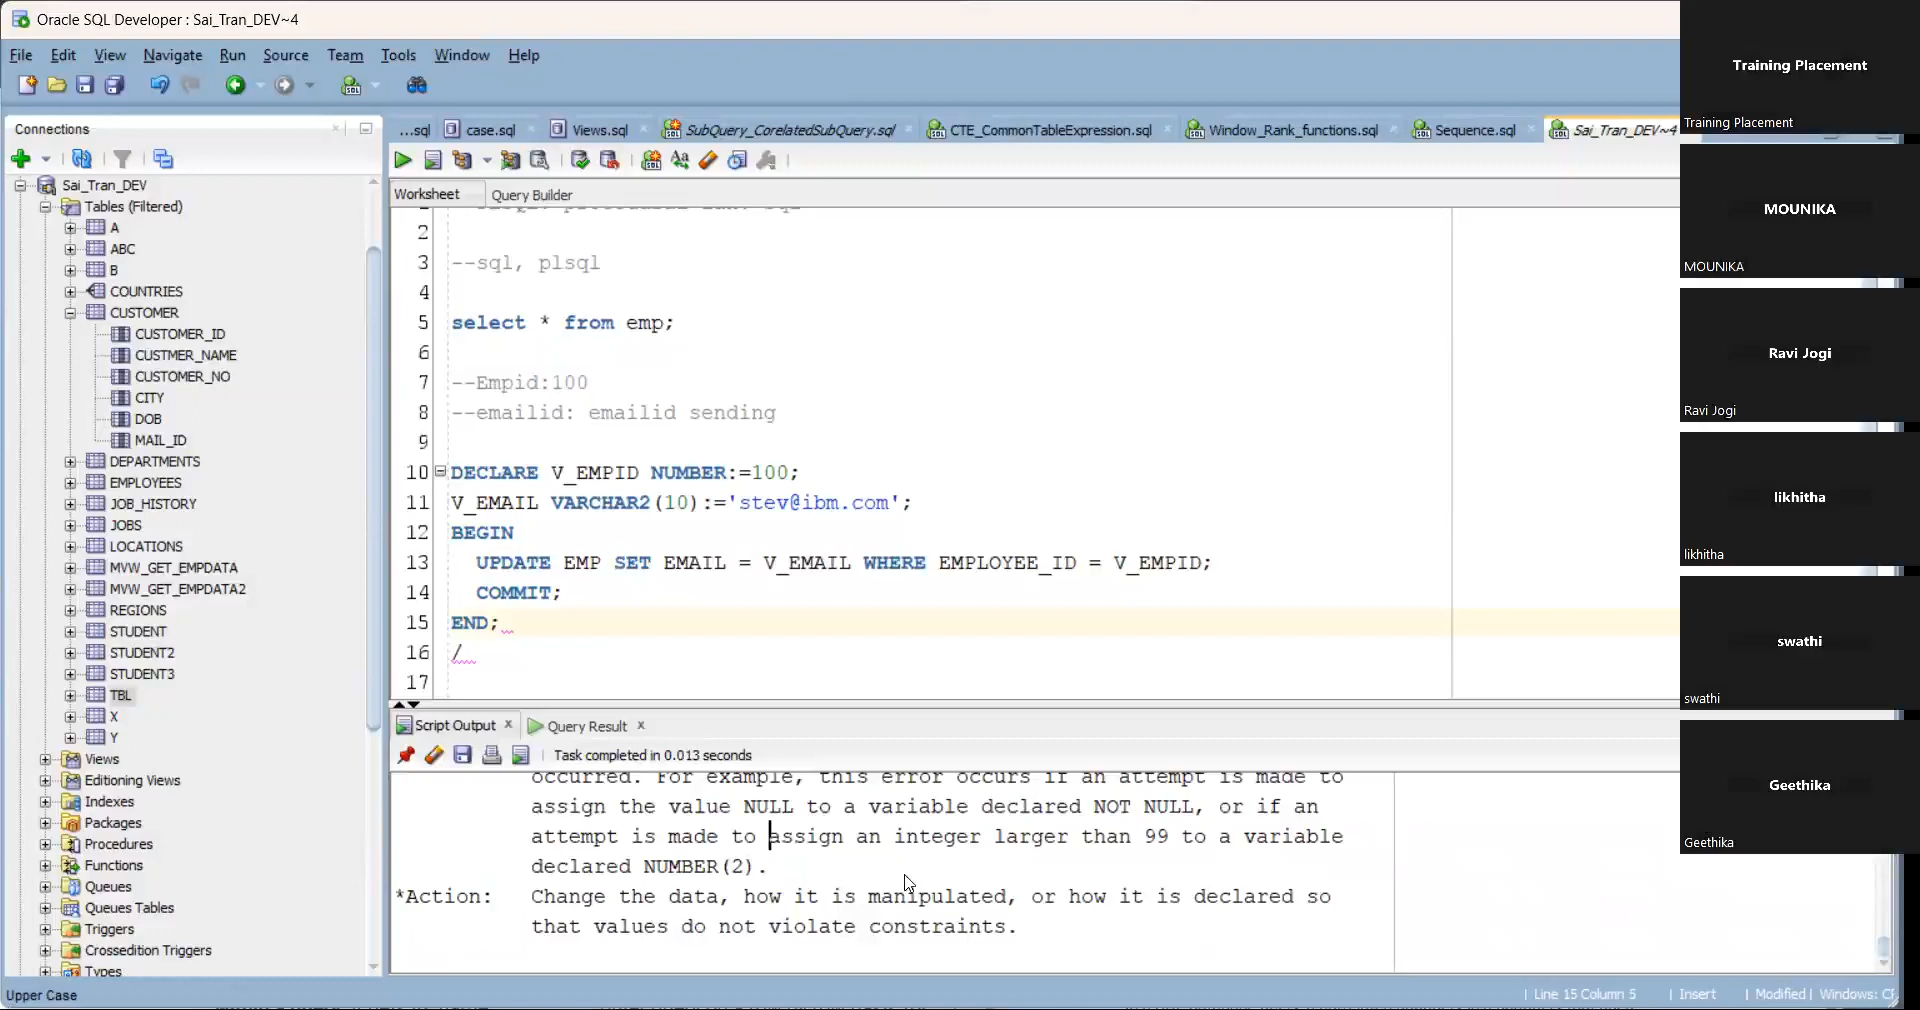 Oracle SQL Developer : Sai_Tran_DEV~4
File Edit View Navigate Run Source Team Tools Window Help
Connections
Sai_Tran_DEV
Tables (Filtered)
A
ABC
B
COUNTRIES
CUSTOMER
CUSTOMER_ID
CUSTMER_NAME
CUSTOMER_NO
CITY
DOB
MAIL_ID
DEPARTMENTS
EMPLOYEES
JOB_HISTORY
JOBS
LOCATIONS
MVW_GET_EMPDATA
MVW_GET_EMPDATA2
REGIONS
STUDENT
STUDENT2
STUDENT3
TBL
X
Y
Views
Editioning Views
Indexes
Packages
Procedures
Functions
Queues
Queues Tables
Triggers
Crossedition Triggers
Types
...sql case.sql Views.sql SubQuery_CorelatedSubQuery.sql CTE_CommonTableExpression.sql Window_Rank_functions.sql Sequence.sql Sai_Tran_DEV~4
Worksheet Query Builder
2
3 --sql, plsql
4
5 select * from emp;
6
7 --Empid:100
8 --emailid: emailid sending
9
10 DECLARE V_EMPID NUMBER:=100;
11 V_EMAIL VARCHAR2(10):='stev@ibm.com';
12 BEGIN
13 UPDATE EMP SET EMAIL = V_EMAIL WHERE EMPLOYEE_ID = V_EMPID;
14 COMMIT;
15 END;
16 /
17
Script Output x Query Result x
Task completed in 0.013 seconds
occurred. For example, this error occurs if an attempt is made to
assign the value NULL to a variable declared NOT NULL, or if an
attempt is made to assign an integer larger than 99 to a variable
declared NUMBER(2).
*Action: Change the data, how it is manipulated, or how it is declared so
that values do not violate constraints.
Upper Case
Line 15 Column 5 Insert Modified Windows:
Training Placement
Training Placement
MOUNIKA
MOUNIKA
Ravi Jogi
Ravi Jogi
likhitha
likhitha
swathi
swathi
Geethika
Geethika